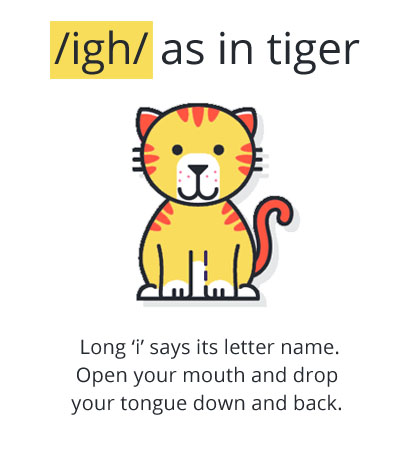 /igh/ as in tiger
Long ‘i’ says its letter name.
Open your mouth and drop
your tongue down and back.